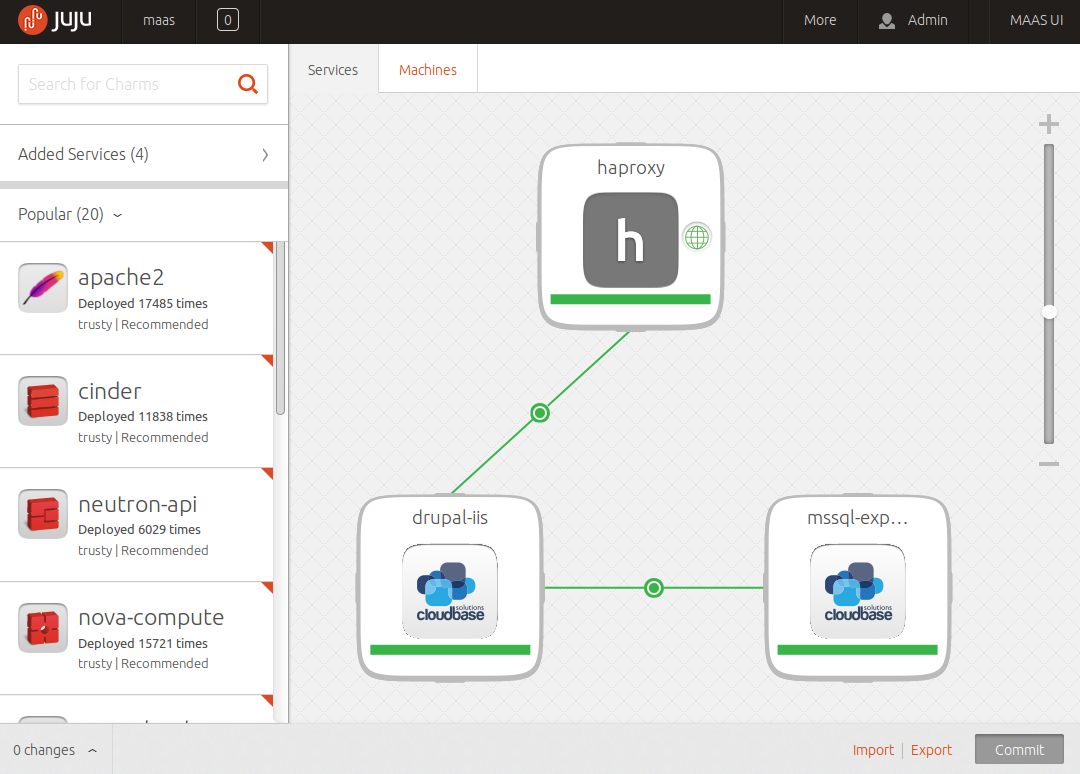 juju
maas
0
More
Admin
MAAS UI
Search for Charms
Services
Machines
Added Services (4)
Popular (20)
apache2
Deployed 17485 times
trusty | Recommended
cinder
Deployed 11838 times
trusty | Recommended
neutron-api
Deployed 6029 times
trusty | Recommended
nova-compute
Deployed 15721 times
trusty | Recommended
haproxy
h
drupal-iis
solutions
cloudbase
mssql-exp...
solutions
cloudbase
0 changes
Import | Export
Commit